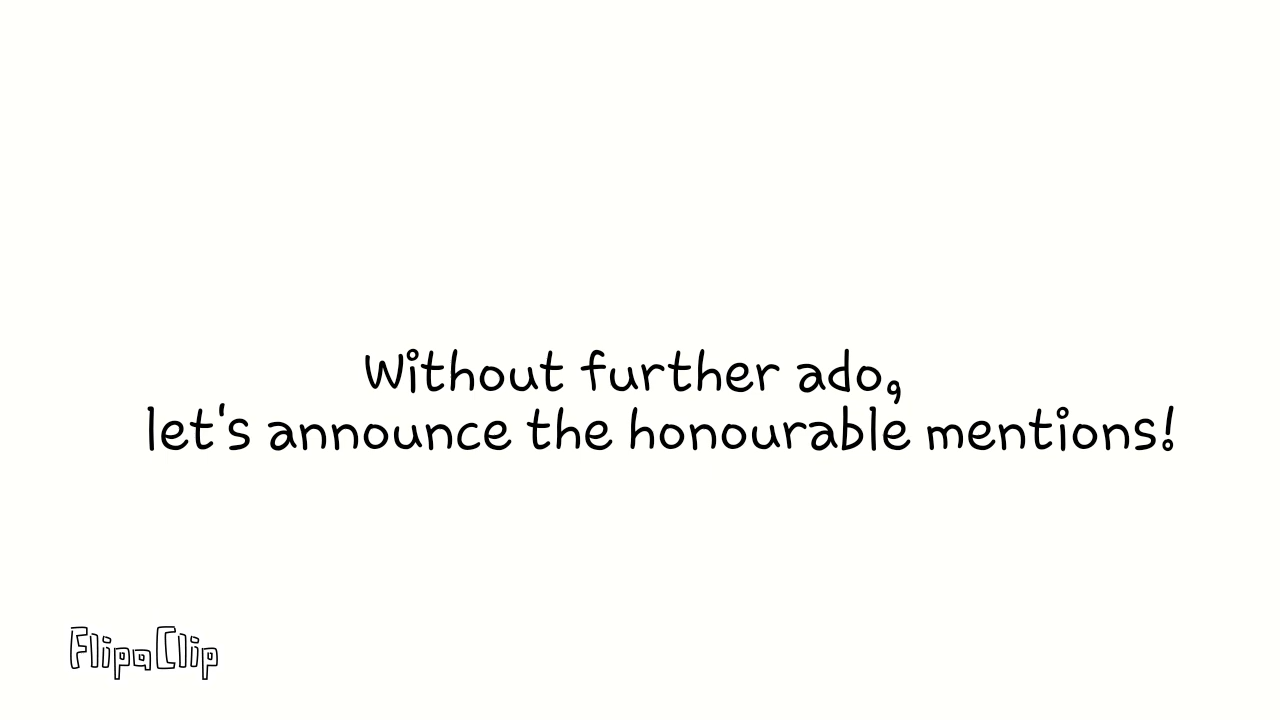 Without further ado,
let's announce the honourable mentions!
FlipaClip